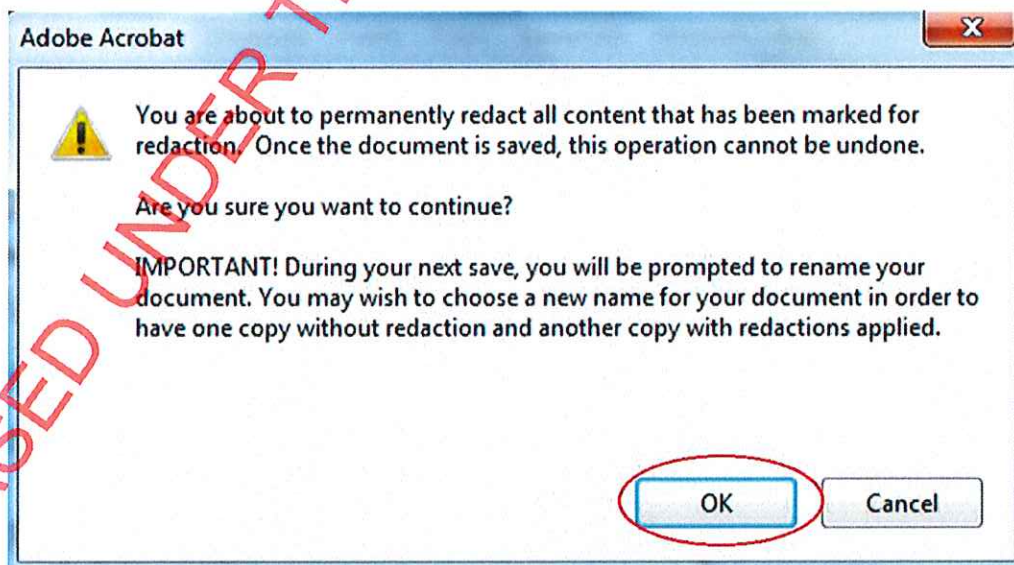 Adobe Acrobat
You are about to permanently redact all content that has been marked for
redaction. Once the document is saved, this operation cannot be undone.
Are you sure you want to continue?
IMPORTANT! During your next save, you will be prompted to rename your
document. You may wish to choose a new name for your document in order to
have one copy without redaction and another copy with redactions applied.
OK
Cancel
UNDER